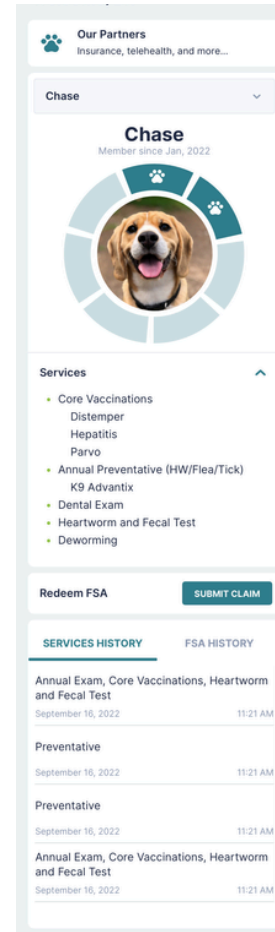 Our Partners
Insurance, telehealth, and more...
Chase
Chase
Member since Jan, 2022
Services
Core Vaccinations
Distemper
Hepatitis
Parvo
Annual Preventative (HW/Flea/Tick)
K9 Advantix
Dental Exam
Heartworm and Fecal Test
Deworming
Redeem FSA
SUBMIT CLAIM
SERVICES HISTORY
FSA HISTORY
Annual Exam, Core Vaccinations, Heartworm
and Fecal Test
September 16, 2022
11:21 AM
Preventative
September 16, 2022
11:21 AM
Preventative
September 16, 2022
11:21 AM
Annual Exam, Core Vaccinations, Heartworm
and Fecal Test
September 16, 2022
11:21 AM